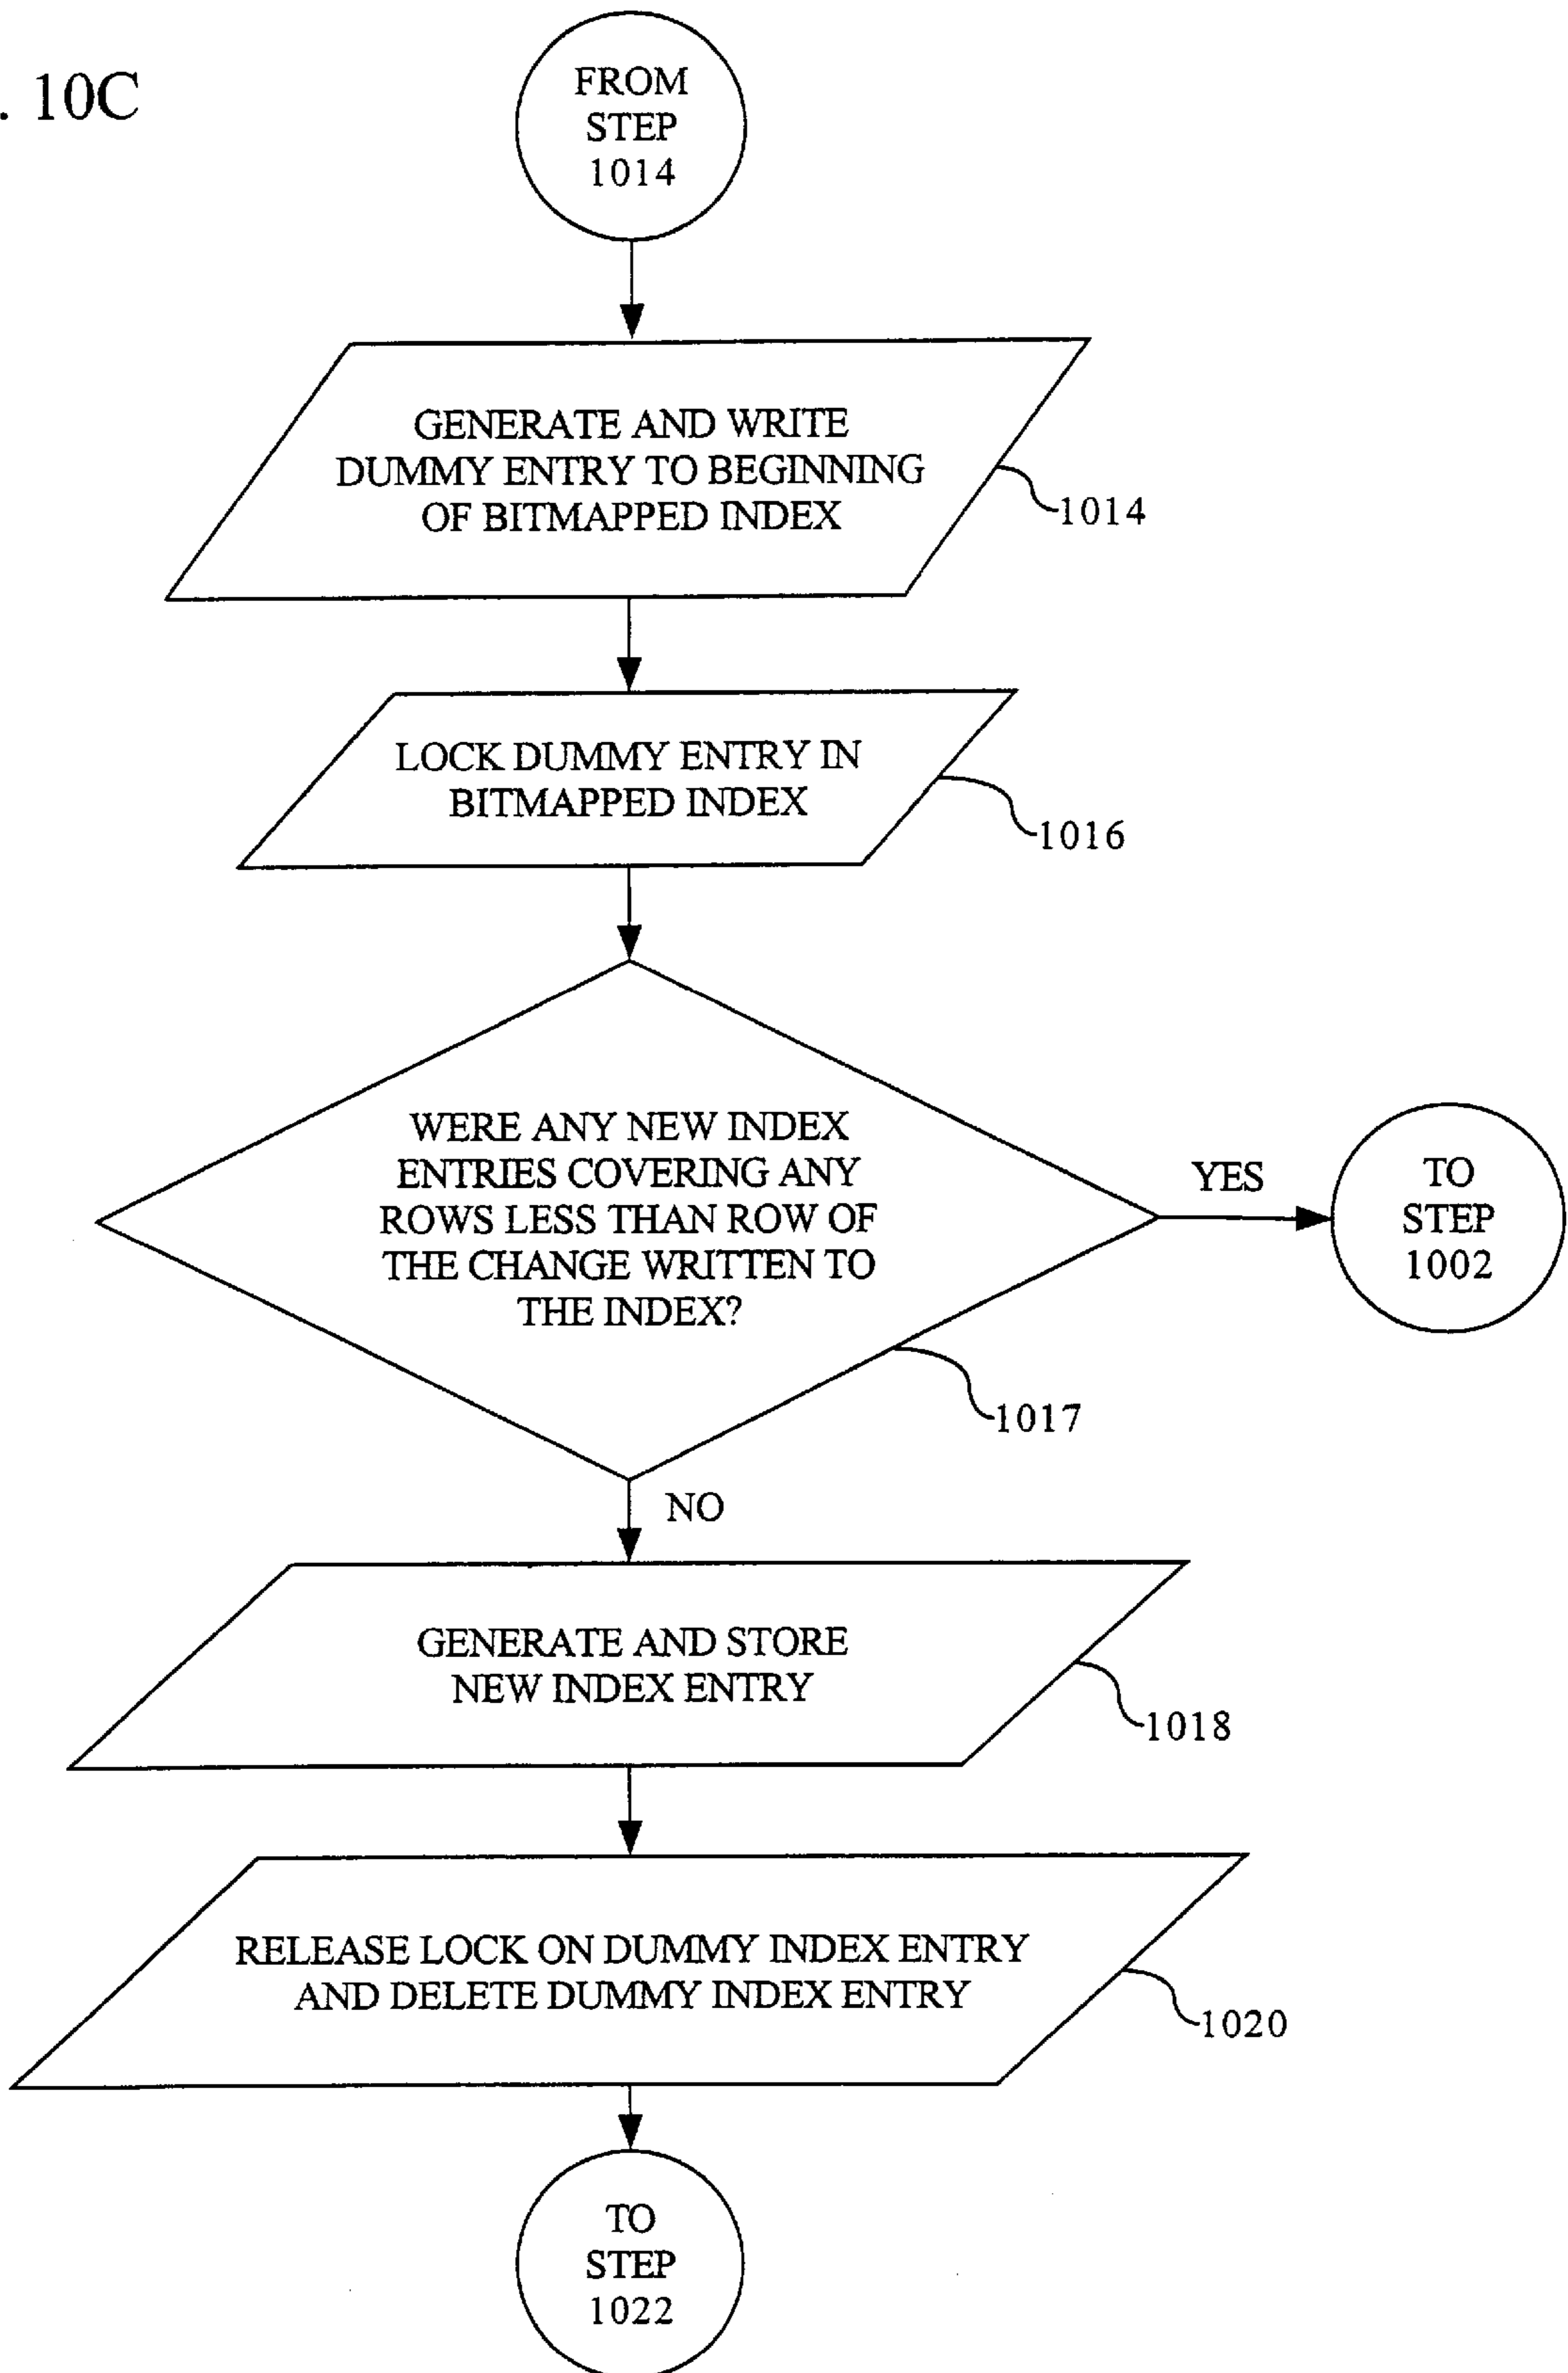 . 10C
FROM
STEP
1014
GENERATE AND WRITE
DUMMY ENTRY TO BEGINNING
OF BITMAPPED INDEX
1014
LOCK DUMMY ENTRY IN
BITMAPPED INDEX
1016
WERE ANY NEW INDEX
ENTRIES COVERING ANY
ROWS LESS THAN ROW OF
THE CHANGE WRITTEN TO
THE INDEX?
YES
TO
STEP
1002
1017
NO
GENERATE AND STORE
NEW INDEX ENTRY
1018
RELEASE LOCK ON DUMMY INDEX ENTRY
AND DELETE DUMMY INDEX ENTRY
1020
TO
STEP
1022